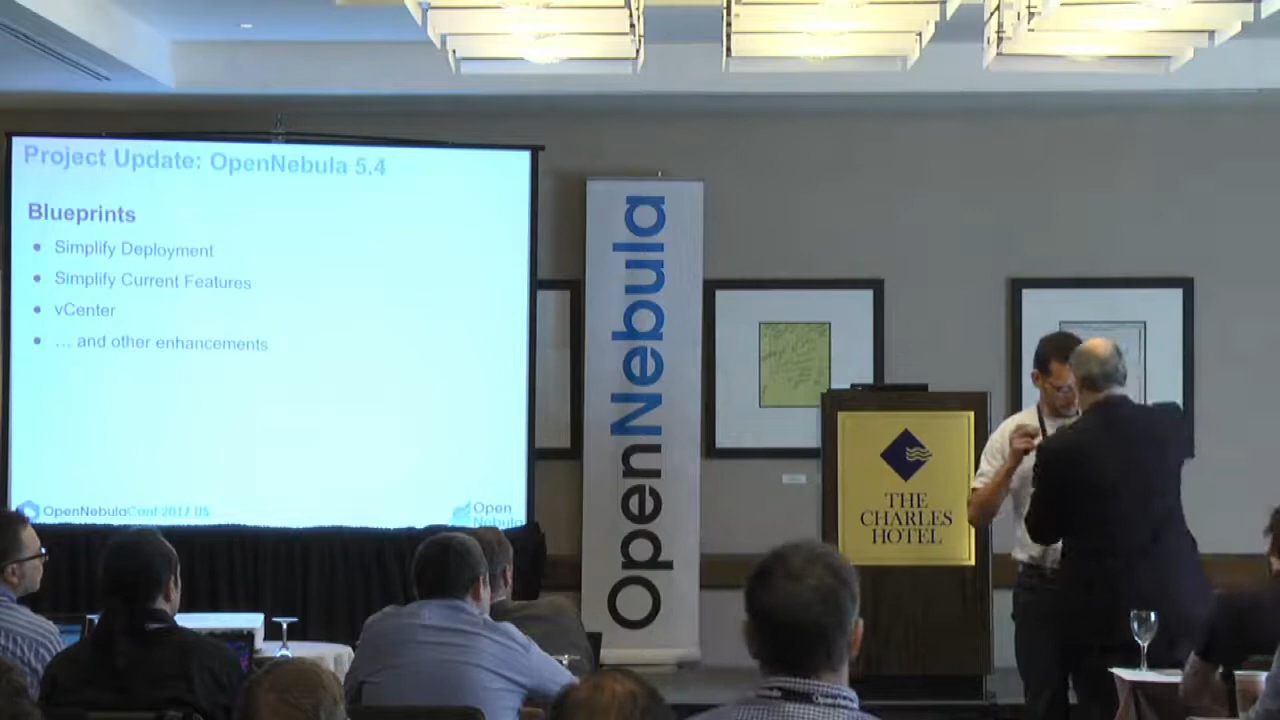 Project Update: OpenNebula 5.4
Blueprints
Simplify Deployment
Simplify Current Features
vCenter
... and other enhancements
OpenNebulaConf 2017 US
Open
Nebula
OpenNebula
THE
CHARLES
HOTEL